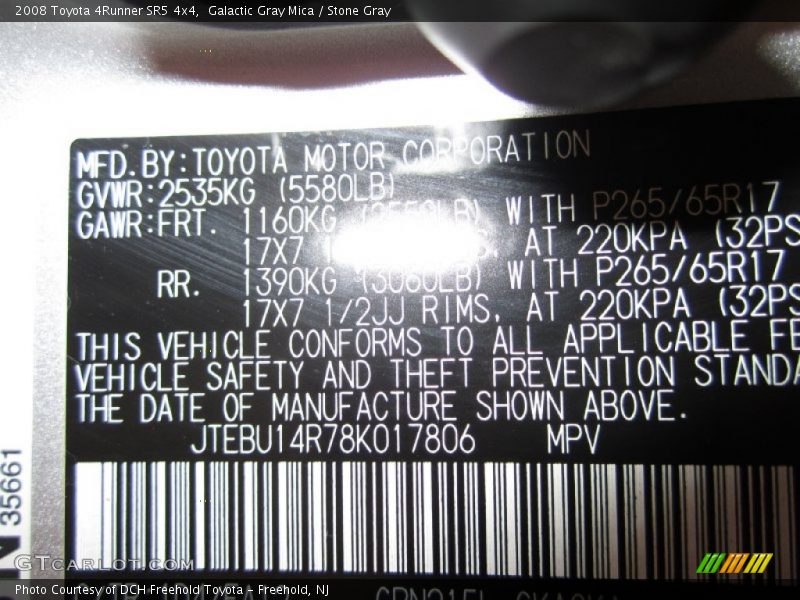 2008 Toyota 4Runner SR5 4x4, Galactic Gray Mica / Stone Gray
MFD.BY:TOYOTA MOTOR CORPORATION
GVWR:2535KG (5580LB)
GAWR:FRT. 1160KG WITH P265/65R17
17X7 AT 220KPA (32PS
RR. 1390KG (3060LB) WITH P265/65R17
17X7 1/2JJ RIMS, AT 220KPA (32PS
THIS VEHICLE CONFORMS TO ALL APPLICABLE FE
VEHICLE SAFETY AND THEFT PREVENTION STANDA
THE DATE OF MANUFACTURE SHOWN ABOVE.
JTEBU14R78K017806 MPV
35661
GTcarlot.com
Photo Courtesy of DCH Freehold Toyota - Freehold, NJ